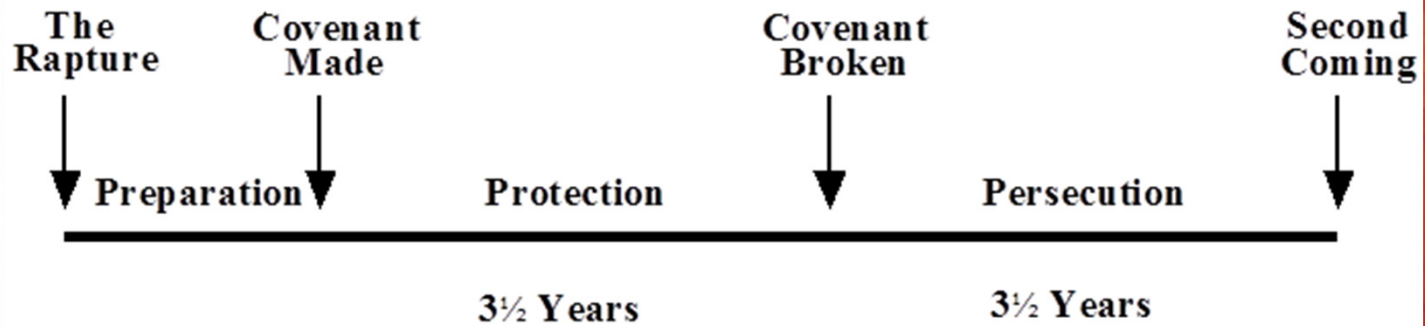 The
Rapture
Covenant
Made
Covenant
Broken
Second
Coming
Preparation
Protection
Persecution
3½ Years
3½ Years